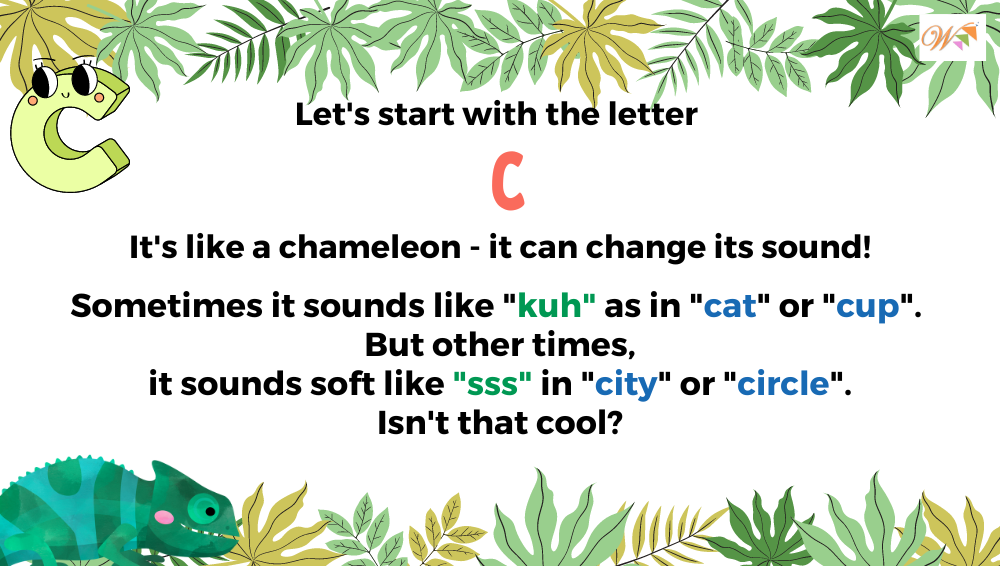 W
Let's start with the letter
C
It's like a chameleon - it can change its sound!
Sometimes it sounds like "kuh" as in "cat" or "cup".
But other times,
it sounds soft like "sss" in "city" or "circle".
Isn't that cool?